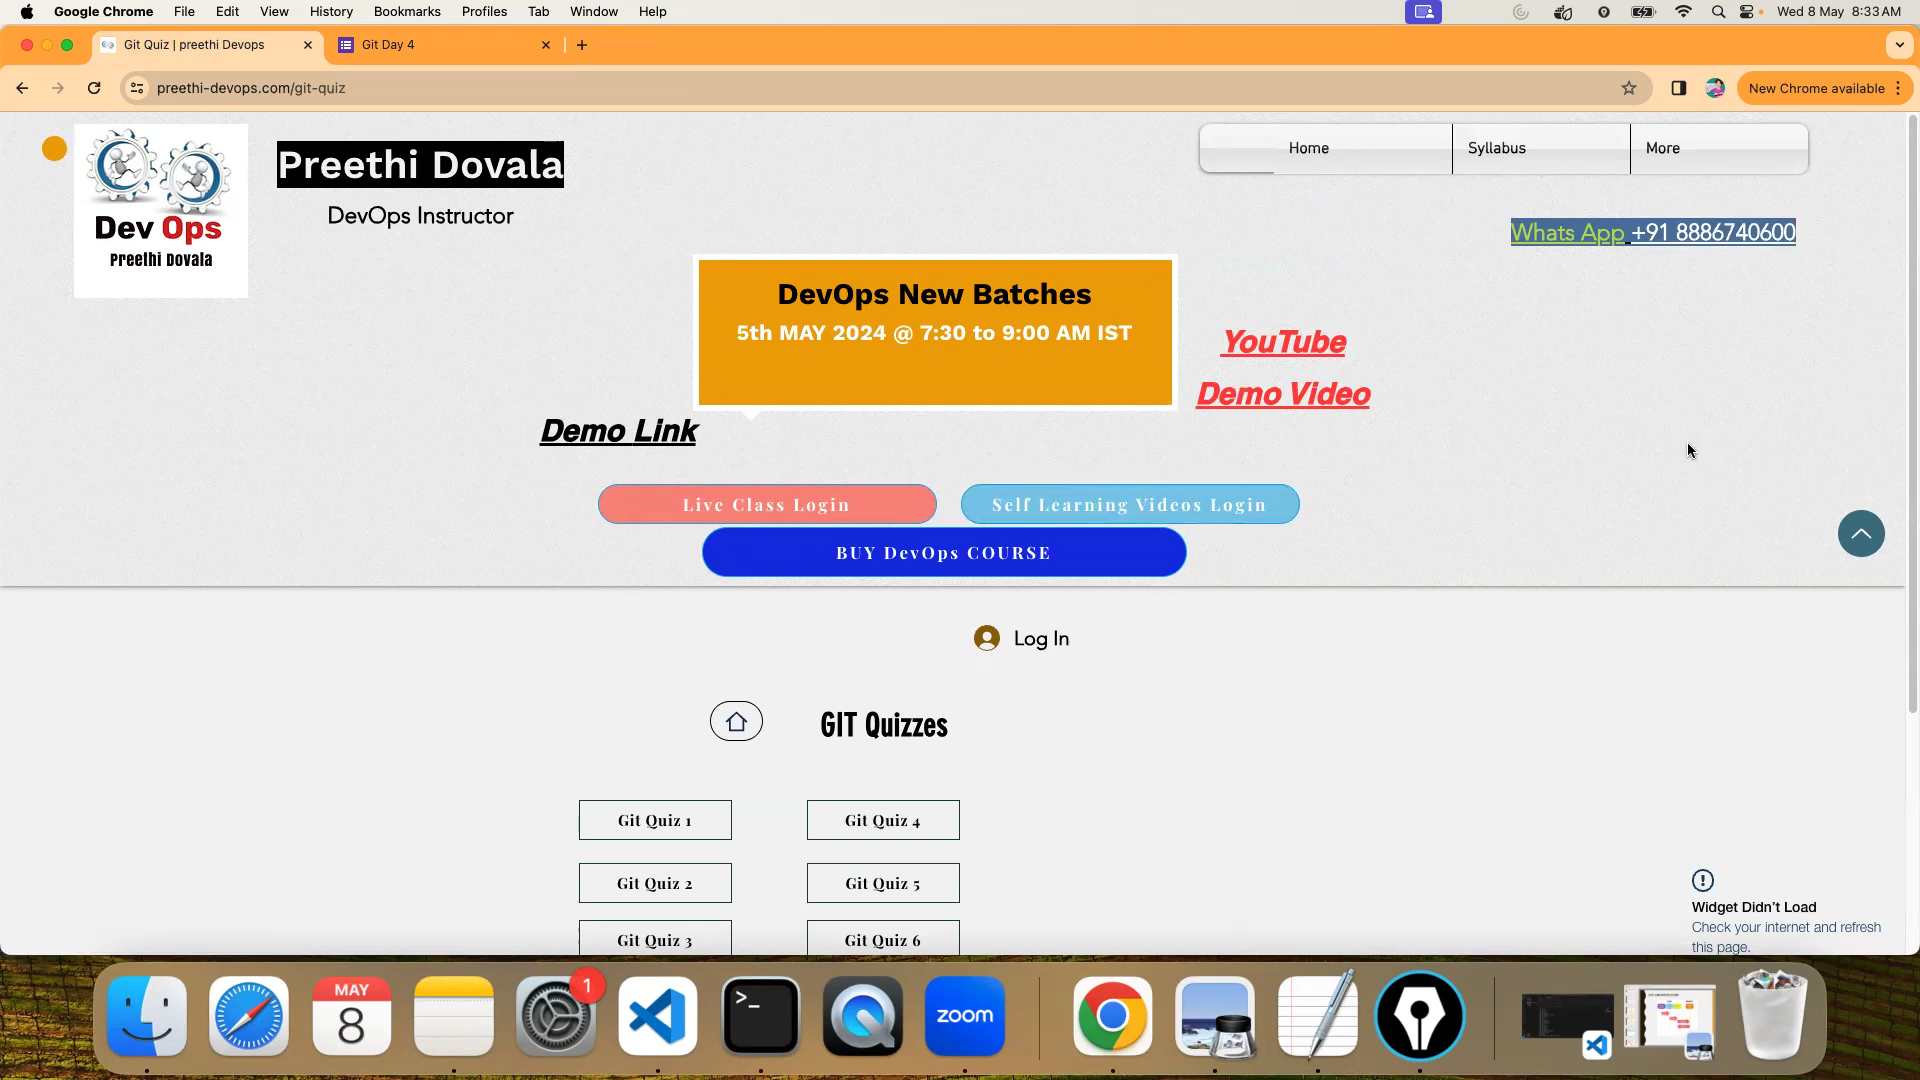 Google Chrome File Edit View History Bookmarks Profiles Tab Window Help Wed 8 May 8:33 AM
Git Quiz | preethi Devops Git Day 4
preethi-devops.com/git-quiz New Chrome available
Dev Ops
Preethi Dovala
Preethi Dovala
DevOps Instructor
Home Syllabus More
Whats App +91 8886740600
DevOps New Batches
5th MAY 2024 @ 7:30 to 9:00 AM IST
YouTube
Demo Video
Demo Link
Live Class Login Self Learning Videos Login
BUY DevOps COURSE
Log In
GIT Quizzes
Git Quiz 1 Git Quiz 4
Git Quiz 2 Git Quiz 5
Git Quiz 3 Git Quiz 6
Widget Didn't Load
Check your internet and refresh
this page.
MAY
8
1
>_
zoom